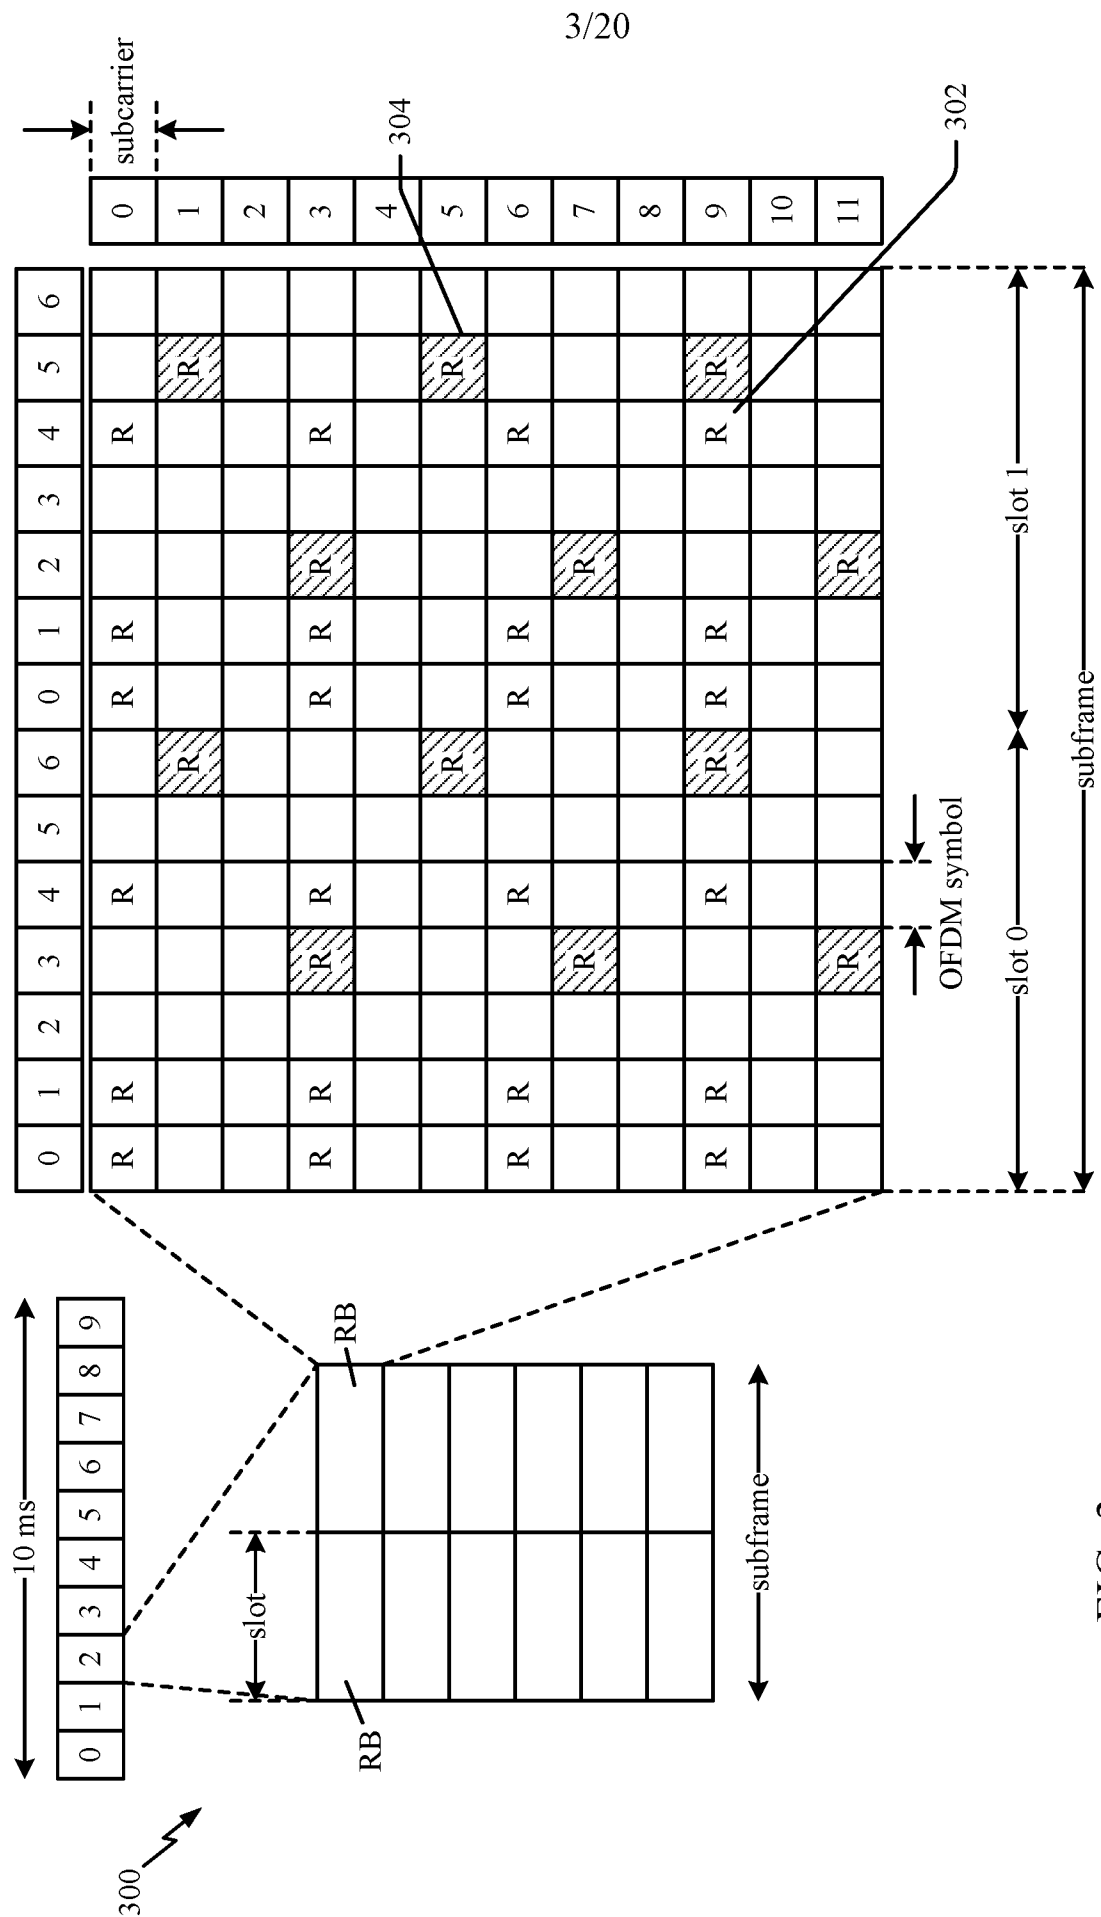 3/20
300
10 ms
0 1 2 3 4 5 6 7 8 9
slot
RB
RB
subframe
0 1 2 3 4 5 6 0 1 2 3 4 5 6
subcarrier
R R R R R R 0
R R 1
2
R R R R R R R R 3
4
R R 5
R R R R R R 6
R R 7
8
R R R R R R R R 9
10
R R 11
304
302
OFDM symbol
slot 0
slot 1
subframe
FIG.